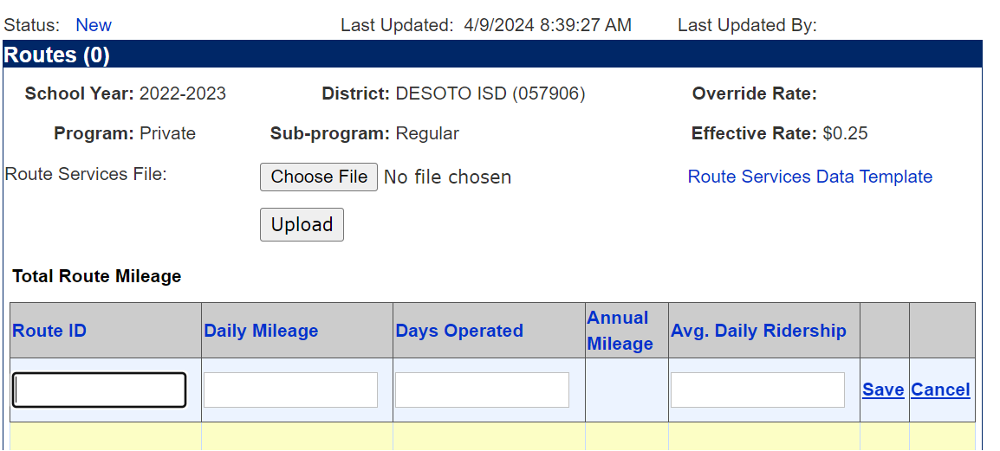 Status: New Last Updated: 4/9/2024 8:39:27 AM Last Updated By:
Routes (0)
School Year: 2022-2023 District: DESOTO ISD (057906) Override Rate:
Program: Private Sub-program: Regular Effective Rate: $0.25
Route Services File: Choose File No file chosen Route Services Data Template
Upload
Total Route Mileage
Route ID Daily Mileage Days Operated Annual Mileage Avg. Daily Ridership
Save Cancel